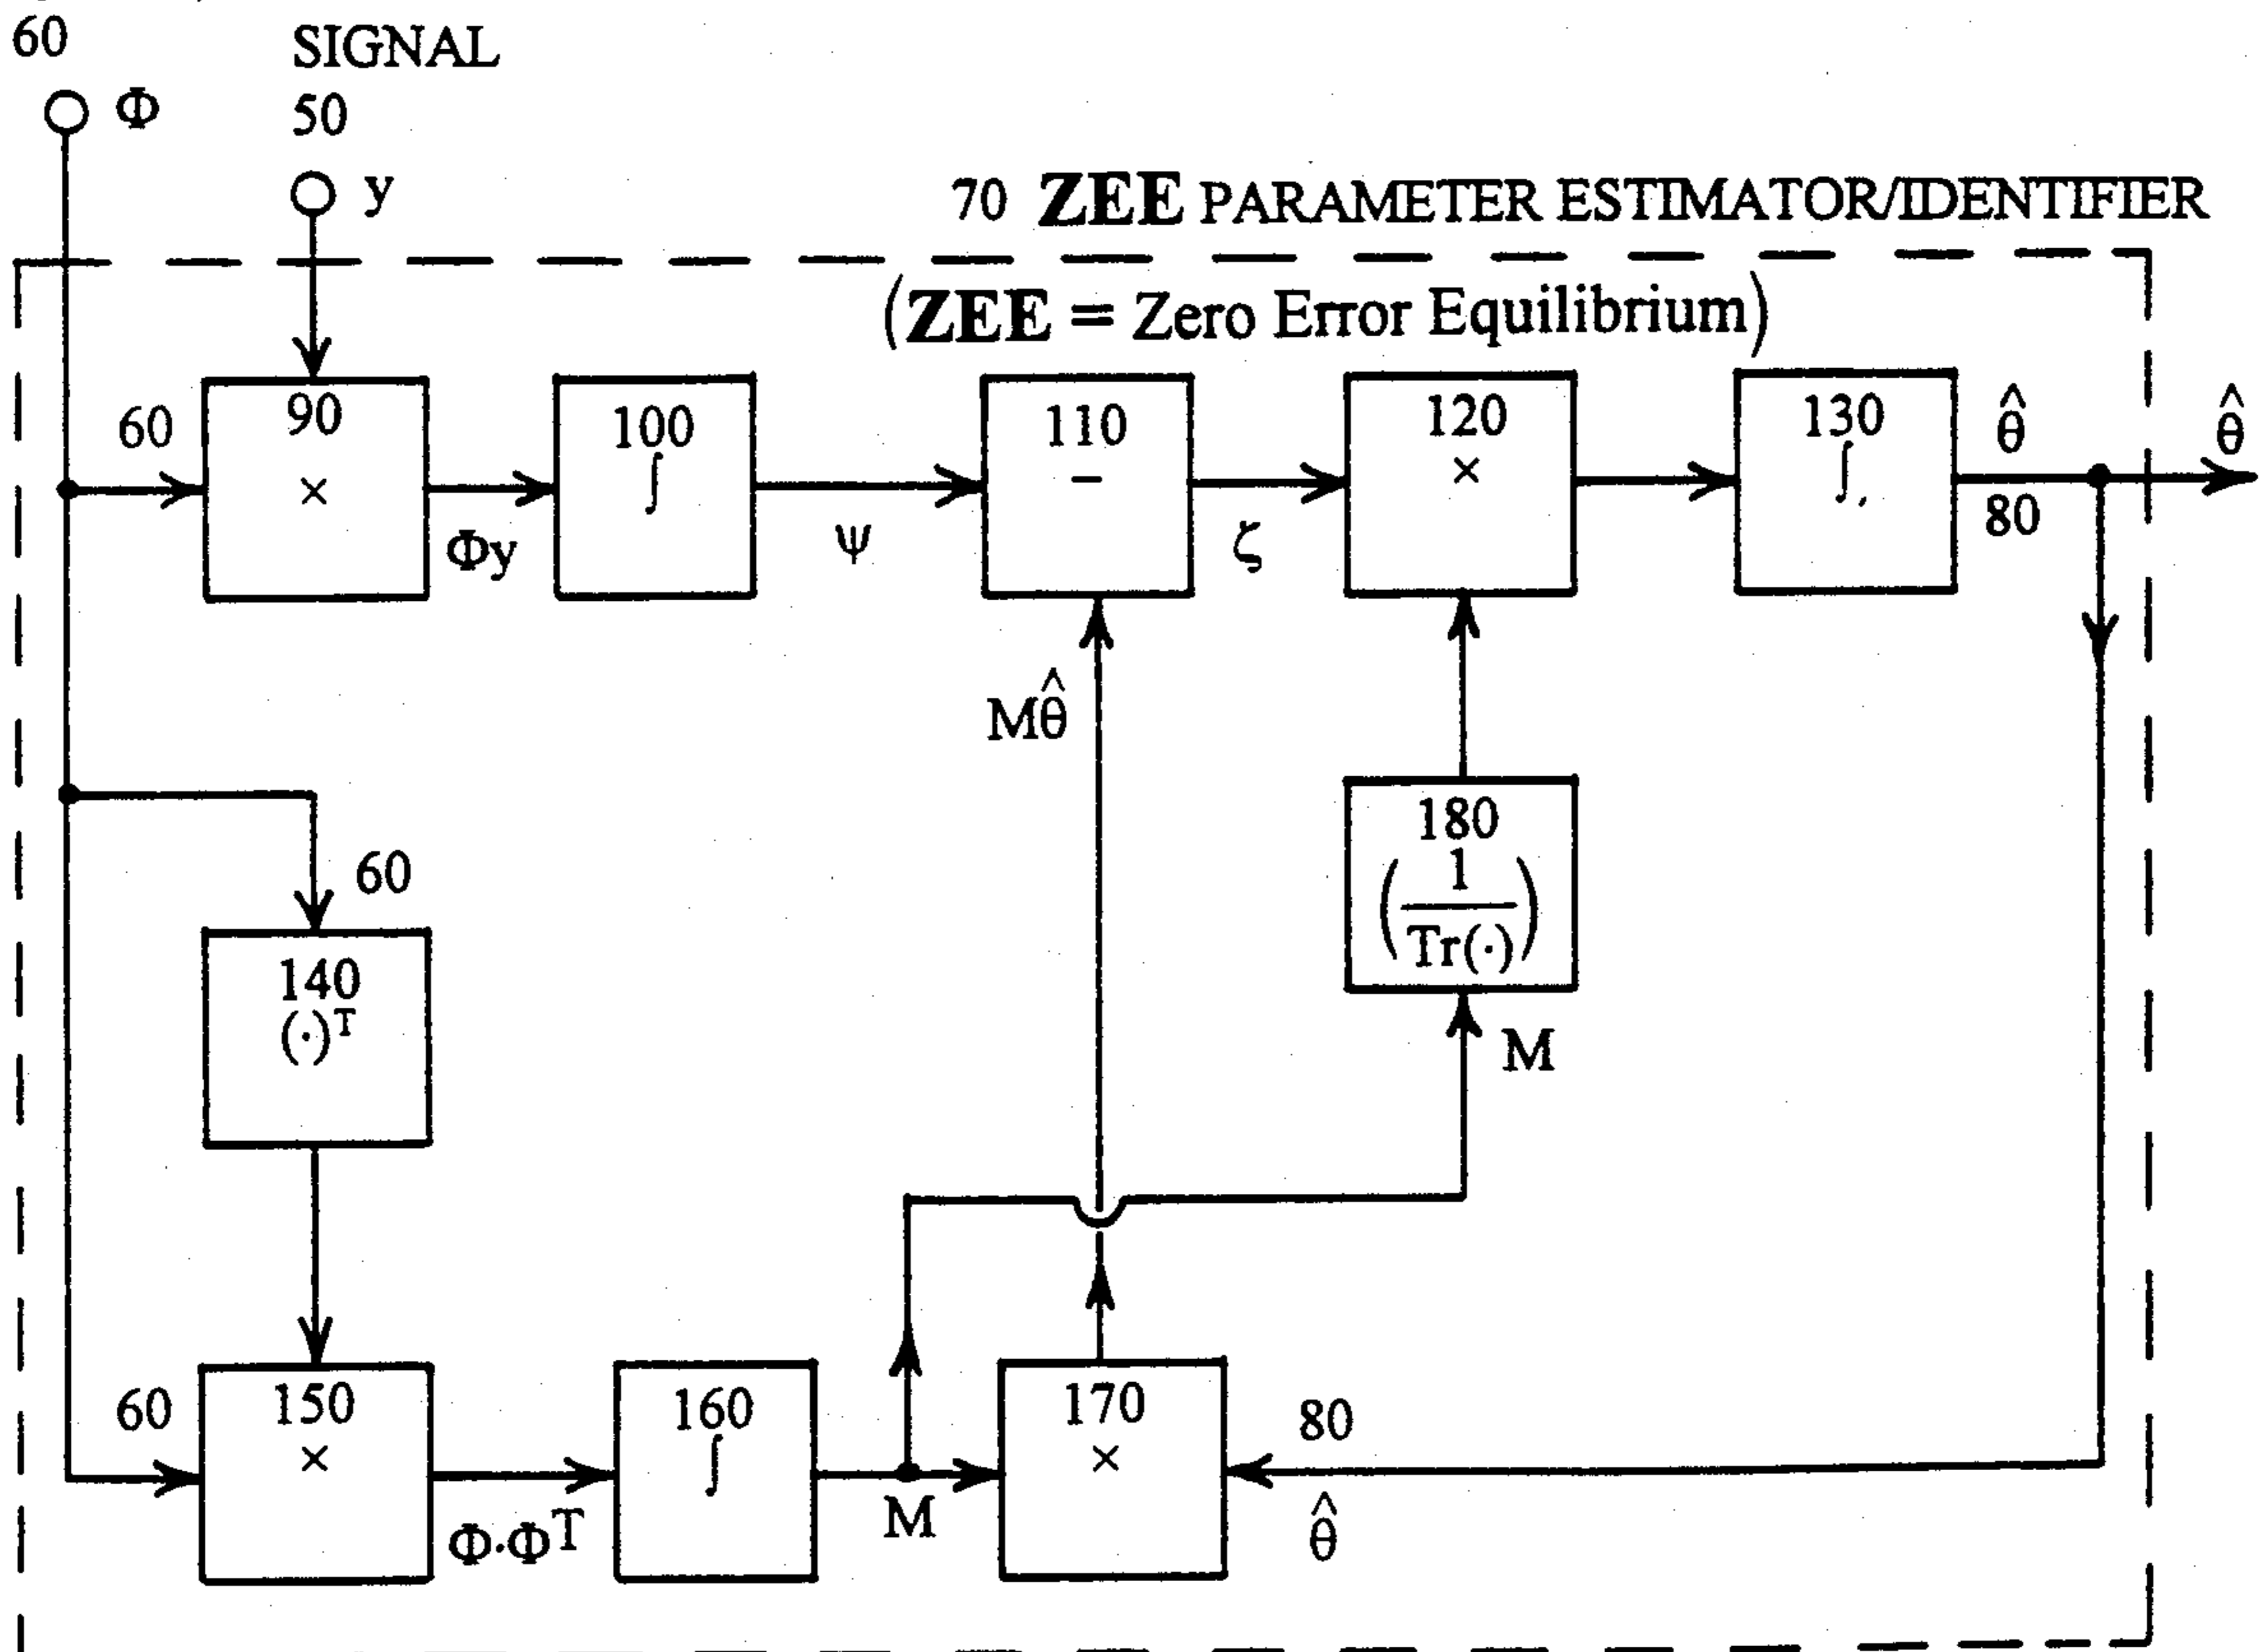 60
SIGNAL
Φ
50
y
70 ZEE PARAMETER ESTIMATOR/IDENTIFIER
(ZEE = Zero Error Equilibrium)
60
90
×
Φy
100
∫
ψ
110
−
ζ
120
×
130
∫
θ̂
80
θ̂
Mθ̂
180
(1/Tr(·))
M
60
140
(·)ᵀ
60
150
×
Φ·Φᵀ
160
∫
M
170
×
80
θ̂